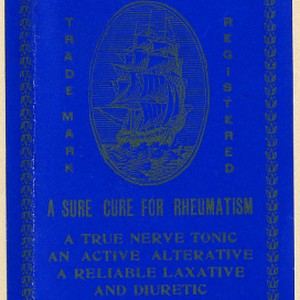 TRADE MARK
REGISTERED
A SURE CURE FOR RHEUMATISM
A TRUE NERVE TONIC
AN ACTIVE ALTERATIVE
A RELIABLE LAXATIVE
AND DIURETIC